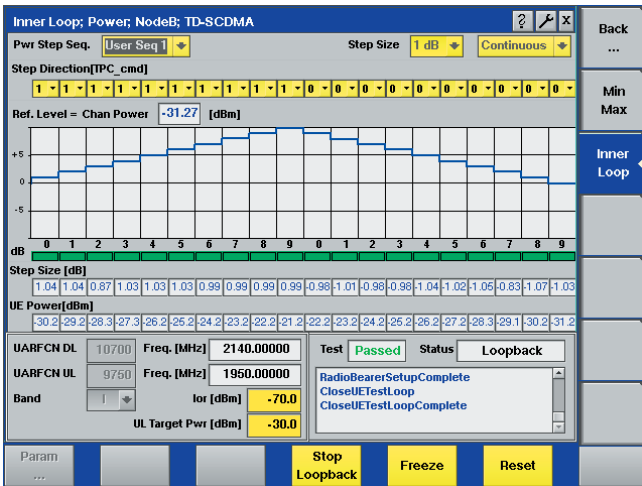 Inner Loop; Power; NodeB; TD-SCDMA ? X
Pwr Step Seq. User Seq 1 Step Size 1 dB Continuous
Step Direction[TPC_cmd]
1 1 1 1 1 1 1 1 1 1 0 0 0 0 0 0 0 0 0 0
Ref. Level = Chan Power -31.27 [dBm]
+5
0
-5
dB 0 1 2 3 4 5 6 7 8 9 0 1 2 3 4 5 6 7 8 9
Step Size [dB]
1.04 1.04 0.87 1.03 1.03 1.03 0.99 0.99 0.99 0.99 -0.98 -1.01 -0.98 -0.98 -1.04 -1.02 -1.05 -0.83 -1.07 -1.03
UE Power[dBm]
-30.2 -29.2 -28.3 -27.3 -26.2 -25.2 -24.2 -23.2 -22.2 -21.2 -22.2 -23.2 -24.2 -25.2 -26.2 -27.2 -28.3 -29.1 -30.2 -31.2
UARFCN DL 10700 Freq. [MHz] 2140.00000
UARFCN UL 9750 Freq. [MHz] 1950.00000
Band I Ior [dBm] -70.0
UL Target Pwr [dBm] -30.0
Test Passed Status Loopback
RadioBearerSetupComplete
CloseUETestLoop
CloseUETestLoopComplete
Back
...
Min
Max
Inner
Loop
Param
...
Stop
Loopback
Freeze
Reset